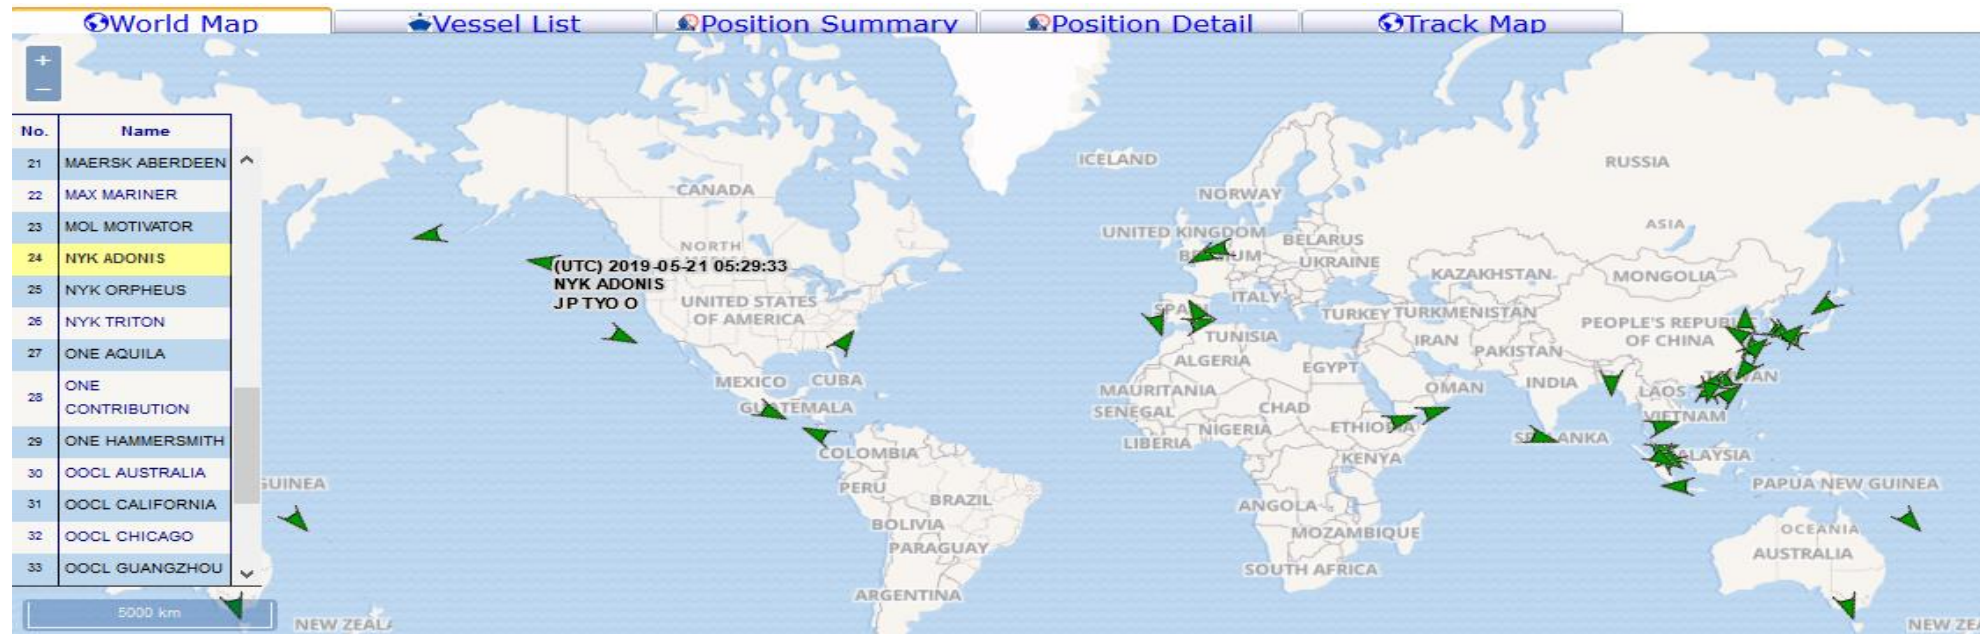 World Map
Vessel List
Position Summary
Position Detail
Track Map
+
–
No. Name
21 MAERSK ABERDEEN
22 MAX MARINER
23 MOL MOTIVATOR
24 NYK ADONIS
25 NYK ORPHEUS
26 NYK TRITON
27 ONE AQUILA
28 ONE
CONTRIBUTION
29 ONE HAMMERSMITH
30 OOCL AUSTRALIA
31 OOCL CALIFORNIA
32 OOCL CHICAGO
33 OOCL GUANGZHOU
5000 km
(UTC) 2019-05-21 05:29:33
NYK ADONIS
JP TYO O
CANADA
NORTH
UNITED STATES
OF AMERICA
MEXICO
CUBA
COLOMBIA
PERU
BRAZIL
BOLIVIA
PARAGUAY
ARGENTINA
ICELAND
NORWAY
UNITED KINGDOM
BELARUS
UKRAINE
ITALY
TURKEY
TURKMENISTAN
TUNISIA
ALGERIA
EGYPT
MAURITANIA
SENEGAL
LIBERIA
NIGERIA
CHAD
KENYA
ANGOLA
MOZAMBIQUE
SOUTH AFRICA
RUSSIA
ASIA
KAZAKHSTAN
MONGOLIA
OF CHINA
IRAN
PAKISTAN
OMAN
INDIA
LAOS
VIETNAM
PAPUA NEW GUINEA
OCEANIA
AUSTRALIA